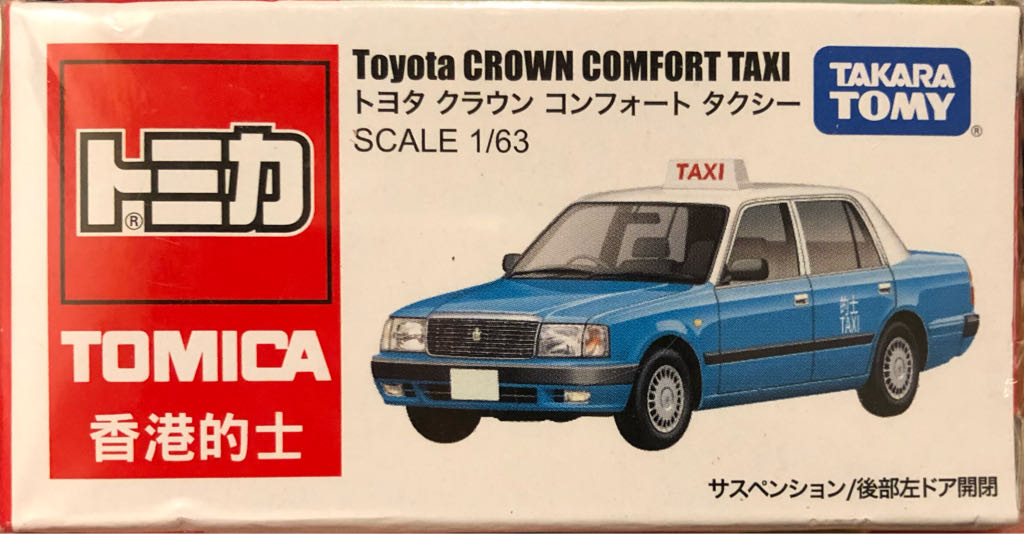 トミカ®
TOMICA
香港的士
Toyota CROWN COMFORT TAXI
トヨタ クラウン コンフォート タクシー
SCALE 1/63
TAKARA
TOMY®
TAXI
的士
TAXI
サスペンション/後部左ドア開閉